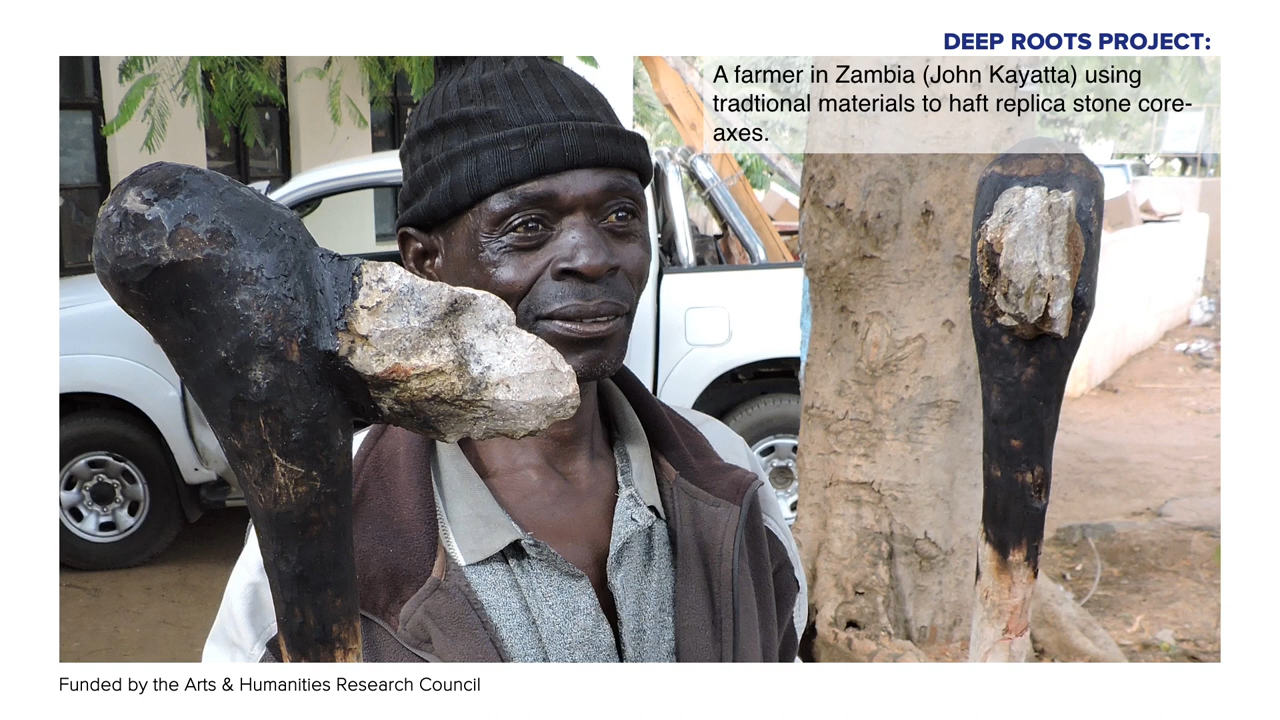 DEEP ROOTS PROJECT:
A farmer in Zambia (John Kayatta) using
tradtional materials to haft replica stone core-
axes.
Funded by the Arts & Humanities Research Council